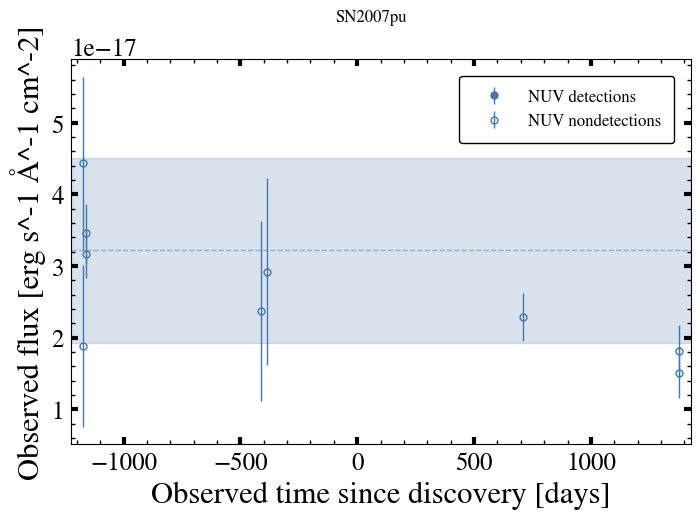 SN2007pu
1e−17
NUV detections
NUV nondetections
5
4
3
2
1
Observed flux [erg s^-1 Å^-1 cm^-2]
−1000
−500
0
500
1000
Observed time since discovery [days]